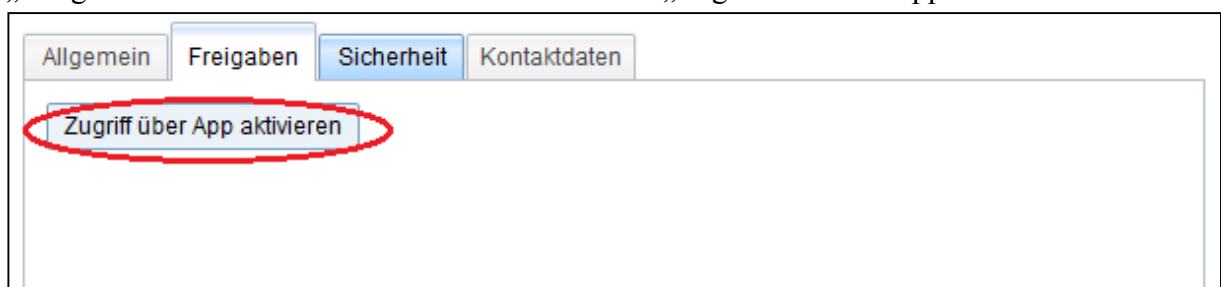 Allgemein Freigaben Sicherheit Kontaktdaten
Zugriff über App aktivieren